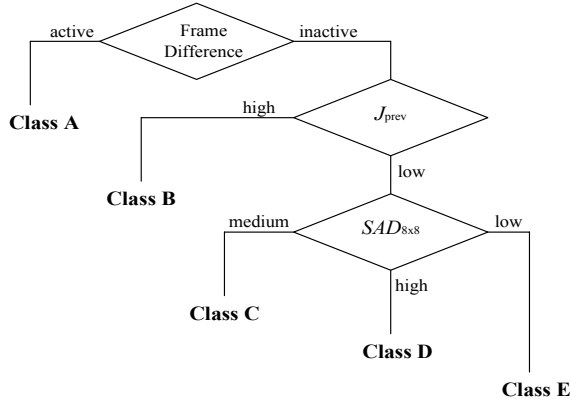 active
Frame
Difference
inactive
Class A
high
Jprev
Class B
low
medium
SAD8x8
low
Class C
high
Class D
Class E